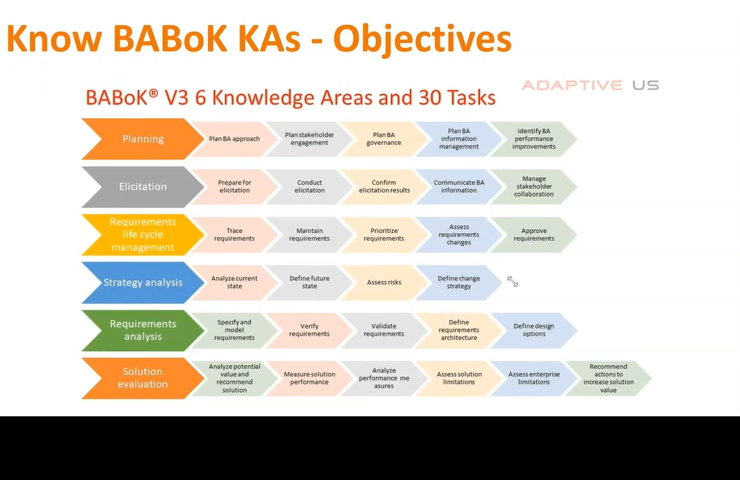 Know BABoK KAs - Objectives
ADAPTIVE US
BABoK® V3 6 Knowledge Areas and 30 Tasks
Planning
Plan BA approach
Plan stakeholder
engagement
Plan BA
governance
Plan BA
information
management
Identify BA
performance
improvements
Elicitation
Prepare for
elicitation
Conduct
elicitation
Confirm
elicitation results
Communicate BA
information
Manage
stakeholder
collaboration
Requirements
life cycle
management
Trace
requirements
Maintain
requirements
Prioritize
requirements
Assess
requirements
changes
Approve
requirements
Strategy analysis
Analyze current
state
Define future
state
Assess risks
Define change
strategy
Requirements
analysis
Specify and
model
requirements
Verify
requirements
Validate
requirements
Define
requirements
architecture
Define design
options
Solution
evaluation
Analyze potential
value and
recommend
solution
Measure solution
performance
Analyze
performance me
asures
Assess solution
limitations
Assess enterprise
limitations
Recommend
actions to
increase solution
value